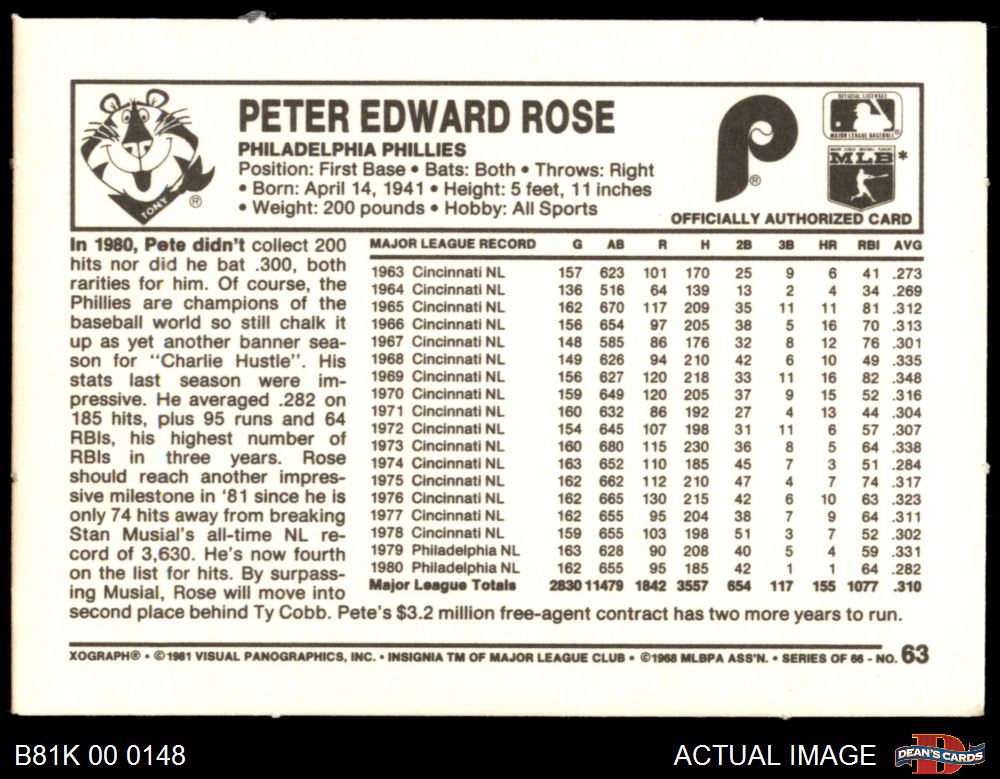 PETER EDWARD ROSE
PHILADELPHIA PHILLIES
Position: First Base • Bats: Both • Throws: Right
• Born: April 14, 1941 • Height: 5 feet, 11 inches
• Weight: 200 pounds • Hobby: All Sports
TONY ®
P ®
OFFICIAL LICENSEE
MAJOR LEAGUE BASEBALL ®
MAJOR LEAGUE BASEBALL PLAYERS
MLB *
OFFICIALLY AUTHORIZED CARD
In 1980, Pete didn't collect 200
hits nor did he bat .300, both
rarities for him. Of course, the
Phillies are champions of the
baseball world so still chalk it
up as yet another banner sea-
son for "Charlie Hustle". His
stats last season were im-
pressive. He averaged .282 on
185 hits, plus 95 runs and 64
RBIs, his highest number of
RBIs in three years. Rose
should reach another impres-
sive milestone in '81 since he is
only 74 hits away from breaking
Stan Musial's all-time NL re-
cord of 3,630. He's now fourth
on the list for hits. By surpass-
ing Musial, Rose will move into
second place behind Ty Cobb. Pete's $3.2 million free-agent contract has two more years to run.
MAJOR LEAGUE RECORD G AB R H 2B 3B HR RBI AVG
1963 Cincinnati NL 157 623 101 170 25 9 6 41 .273
1964 Cincinnati NL 136 516 64 139 13 2 4 34 .269
1965 Cincinnati NL 162 670 117 209 35 11 11 81 .312
1966 Cincinnati NL 156 654 97 205 38 5 16 70 .313
1967 Cincinnati NL 148 585 86 176 32 8 12 76 .301
1968 Cincinnati NL 149 626 94 210 42 6 10 49 .335
1969 Cincinnati NL 156 627 120 218 33 11 16 82 .348
1970 Cincinnati NL 159 649 120 205 37 9 15 52 .316
1971 Cincinnati NL 160 632 86 192 27 4 13 44 .304
1972 Cincinnati NL 154 645 107 198 31 11 6 57 .307
1973 Cincinnati NL 160 680 115 230 36 8 5 64 .338
1974 Cincinnati NL 163 652 110 185 45 7 3 51 .284
1975 Cincinnati NL 162 662 112 210 47 4 7 74 .317
1976 Cincinnati NL 162 665 130 215 42 6 10 63 .323
1977 Cincinnati NL 162 655 95 204 38 7 9 64 .311
1978 Cincinnati NL 159 655 103 198 51 3 7 52 .302
1979 Philadelphia NL 163 628 90 208 40 5 4 59 .331
1980 Philadelphia NL 162 655 95 185 42 1 1 64 .282
Major League Totals 2830 11479 1842 3557 654 117 155 1077 .310
XOGRAPH® • ©1981 VISUAL PANOGRAPHICS, INC. • INSIGNIA TM OF MAJOR LEAGUE CLUB • ©1968 MLBPA ASS'N. • SERIES OF 66 - NO. 63
B81K 00 0148
ACTUAL IMAGE
DEAN'S CARDS